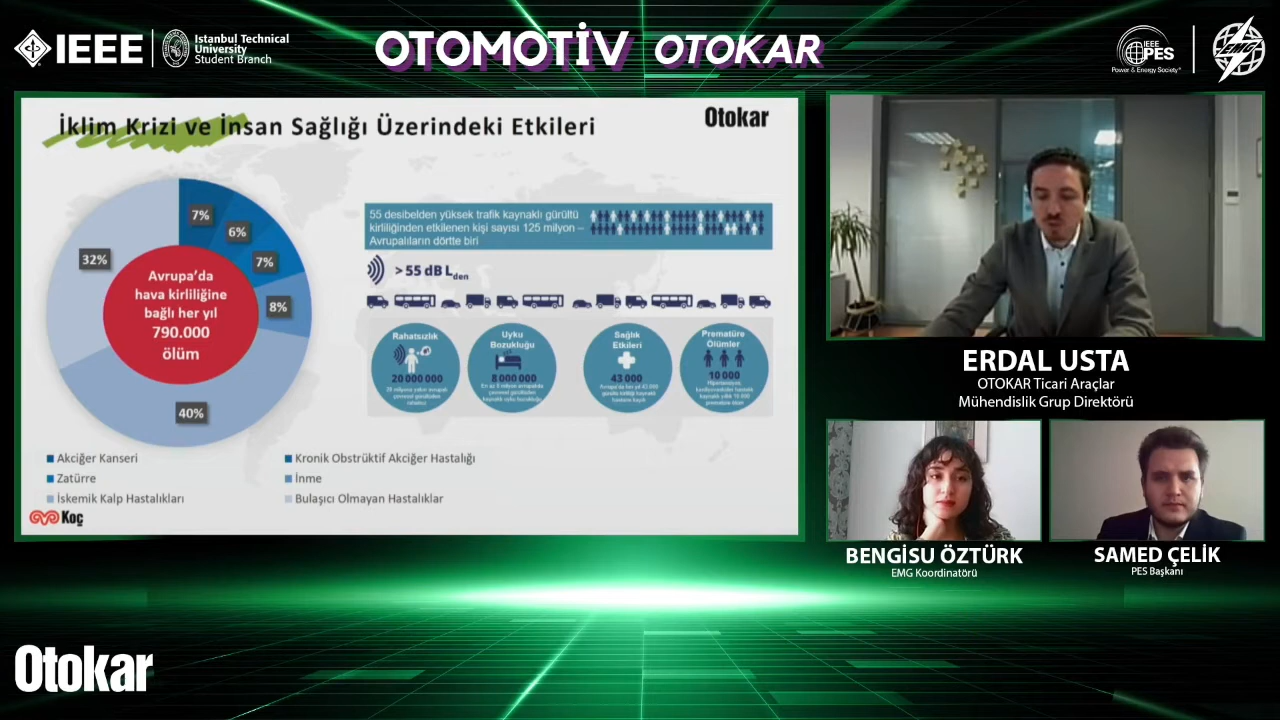 IEEE
Istanbul Technical
University
Student Branch
OTOMOTİV OTOKAR
IEEE
PES
Power & Energy Society®
EMG
İklim Krizi ve İnsan Sağlığı Üzerindeki Etkileri
Otokar
7%
6%
7%
8%
40%
32%
Avrupa'da
hava kirliliğine
bağlı her yıl
790.000
ölüm
55 desibelden yüksek trafik kaynaklı gürültü
kirliliğinden etkilenen kişi sayısı 125 milyon –
Avrupalıların dörtte biri
> 55 dB Lden
Rahatsızlık
20 000 000
Uyku
Bozukluğu
8 000 000
Sağlık
Etkileri
43 000
Prematüre
Ölümler
10 000
Akciğer Kanseri
Kronik Obstrüktif Akciğer Hastalığı
Zatürre
İnme
İskemik Kalp Hastalıkları
Bulaşıcı Olmayan Hastalıklar
Koç
ERDAL USTA
OTOKAR Ticari Araçlar
Mühendislik Grup Direktörü
BENGİSU ÖZTÜRK
EMG Koordinatörü
SAMED ÇELİK
PES Başkanı
Otokar